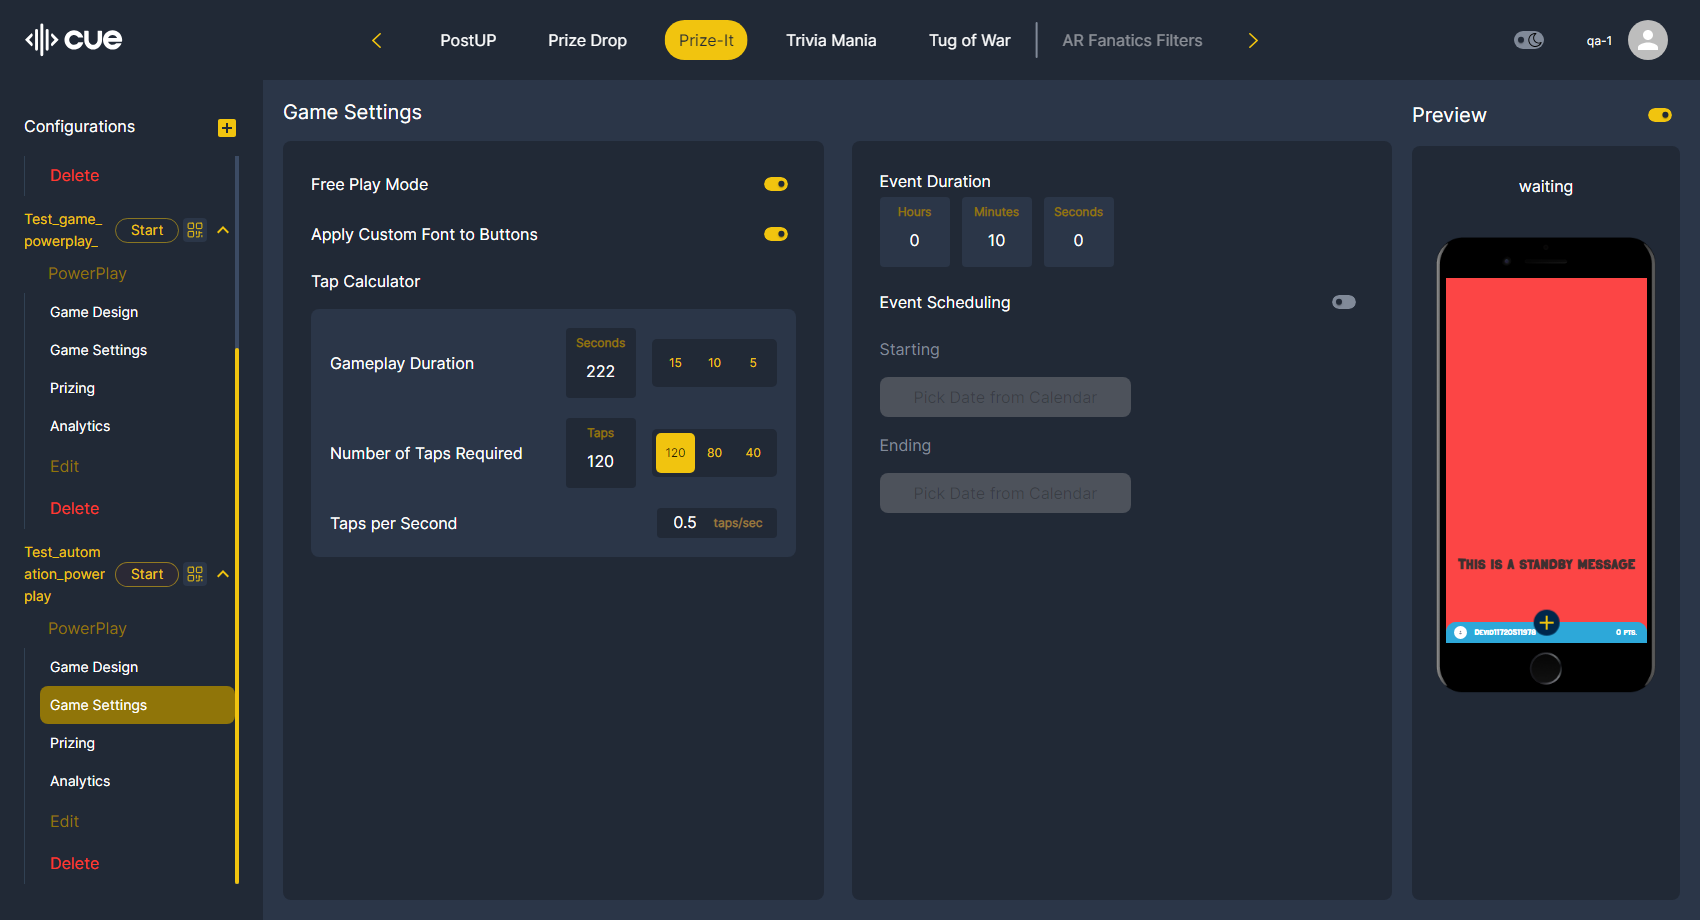 cue
PostUP
Prize Drop
Prize-It
Trivia Mania
Tug of War
AR Fanatics Filters
qa-1
Configurations
Delete
Test_game_
powerplay_
Start
PowerPlay
Game Design
Game Settings
Prizing
Analytics
Edit
Delete
Test_autom
ation_power
play
Start
PowerPlay
Game Design
Game Settings
Prizing
Analytics
Edit
Delete
Game Settings
Free Play Mode
Apply Custom Font to Buttons
Tap Calculator
Gameplay Duration
Seconds
222
15 10 5
Number of Taps Required
Taps
120
120 80 40
Taps per Second
0.5 taps/sec
Event Duration
Hours Minutes Seconds
0 10 0
Event Scheduling
Starting
Pick Date from Calendar
Ending
Pick Date from Calendar
Preview
waiting
This is a standby message
0 pts.